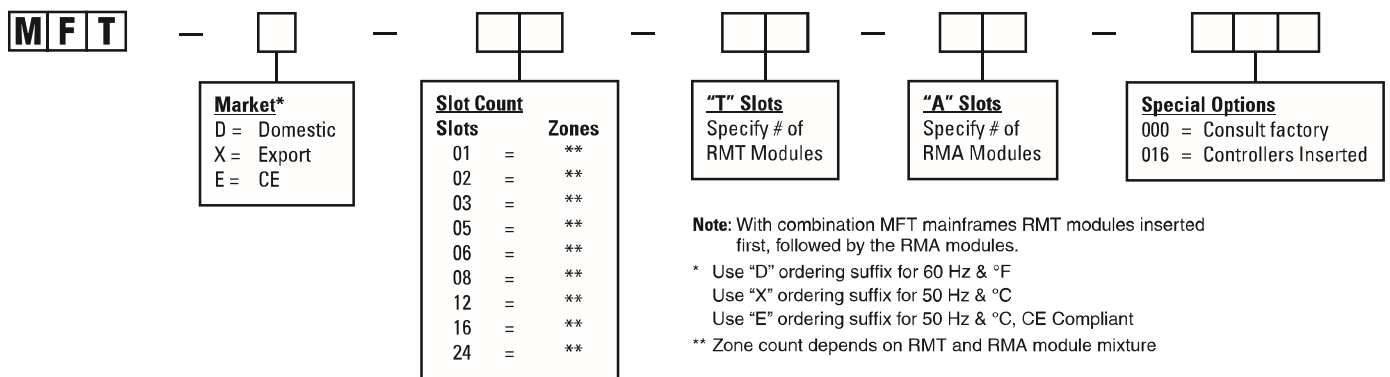 MFT – – – – –
Market*
D = Domestic
X = Export
E = CE
Slot Count
Slots Zones
01 = **
02 = **
03 = **
05 = **
06 = **
08 = **
12 = **
16 = **
24 = **
“T” Slots
Specify # of
RMT Modules
“A” Slots
Specify # of
RMA Modules
Special Options
000 = Consult factory
016 = Controllers Inserted
Note: With combination MFT mainframes RMT modules inserted
first, followed by the RMA modules.
* Use “D” ordering suffix for 60 Hz & °F
Use “X” ordering suffix for 50 Hz & °C
Use “E” ordering suffix for 50 Hz & °C, CE Compliant
** Zone count depends on RMT and RMA module mixture